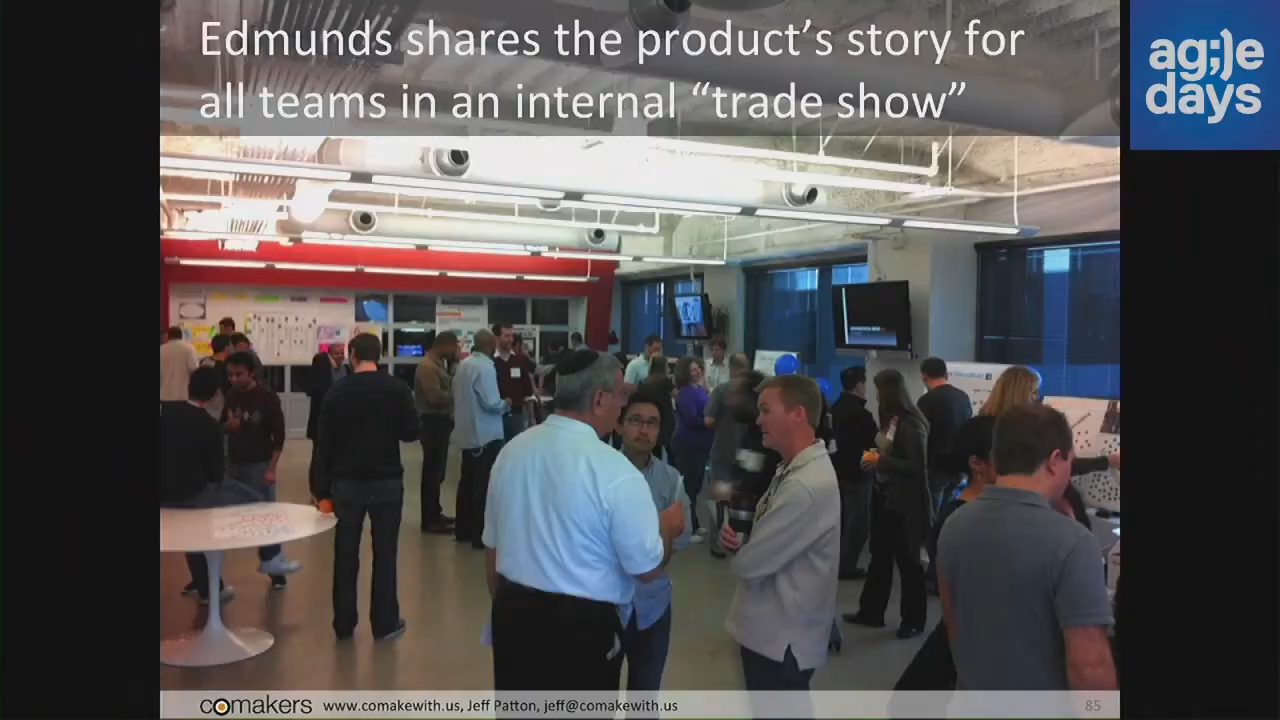 Edmunds shares the product’s story for
all teams in an internal “trade show”
ag;)e
days
comakers www.comakewith.us, Jeff Patton, jeff@comakewith.us 85